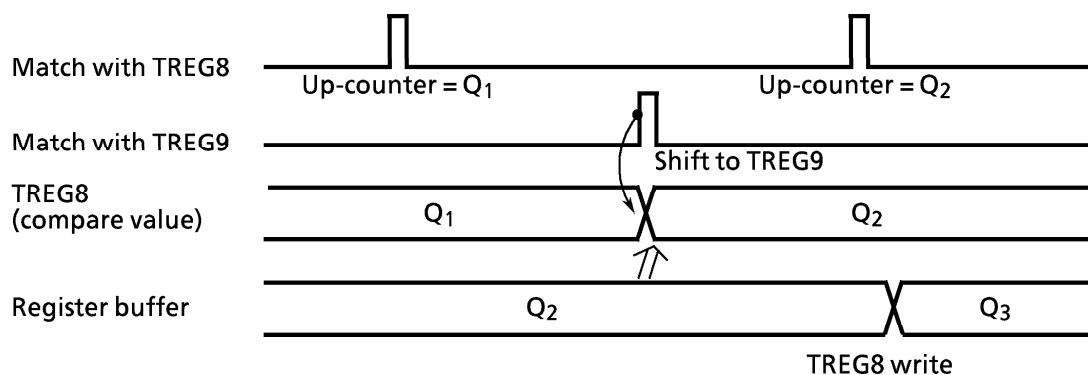 Match with TREG8
Up-counter = Q₁
Up-counter = Q₂
Match with TREG9
Shift to TREG9
TREG8
(compare value)
Q₁
Q₂
Register buffer
Q₂
Q₃
TREG8 write